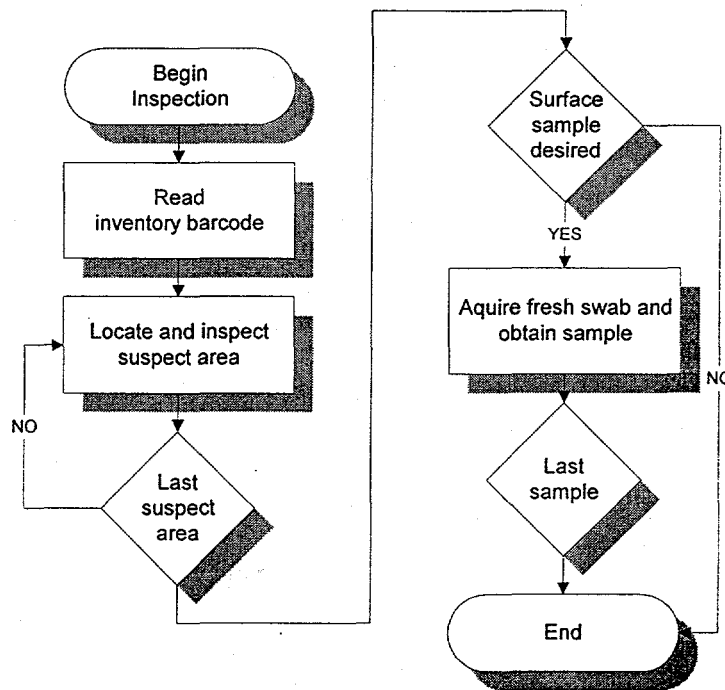 Begin
Inspection
Read
inventory barcode
Locate and inspect
suspect area
NO
Last
suspect
area
Surface
sample
desired
YES
Aquire fresh swab and
obtain sample
NO
Last
sample
End